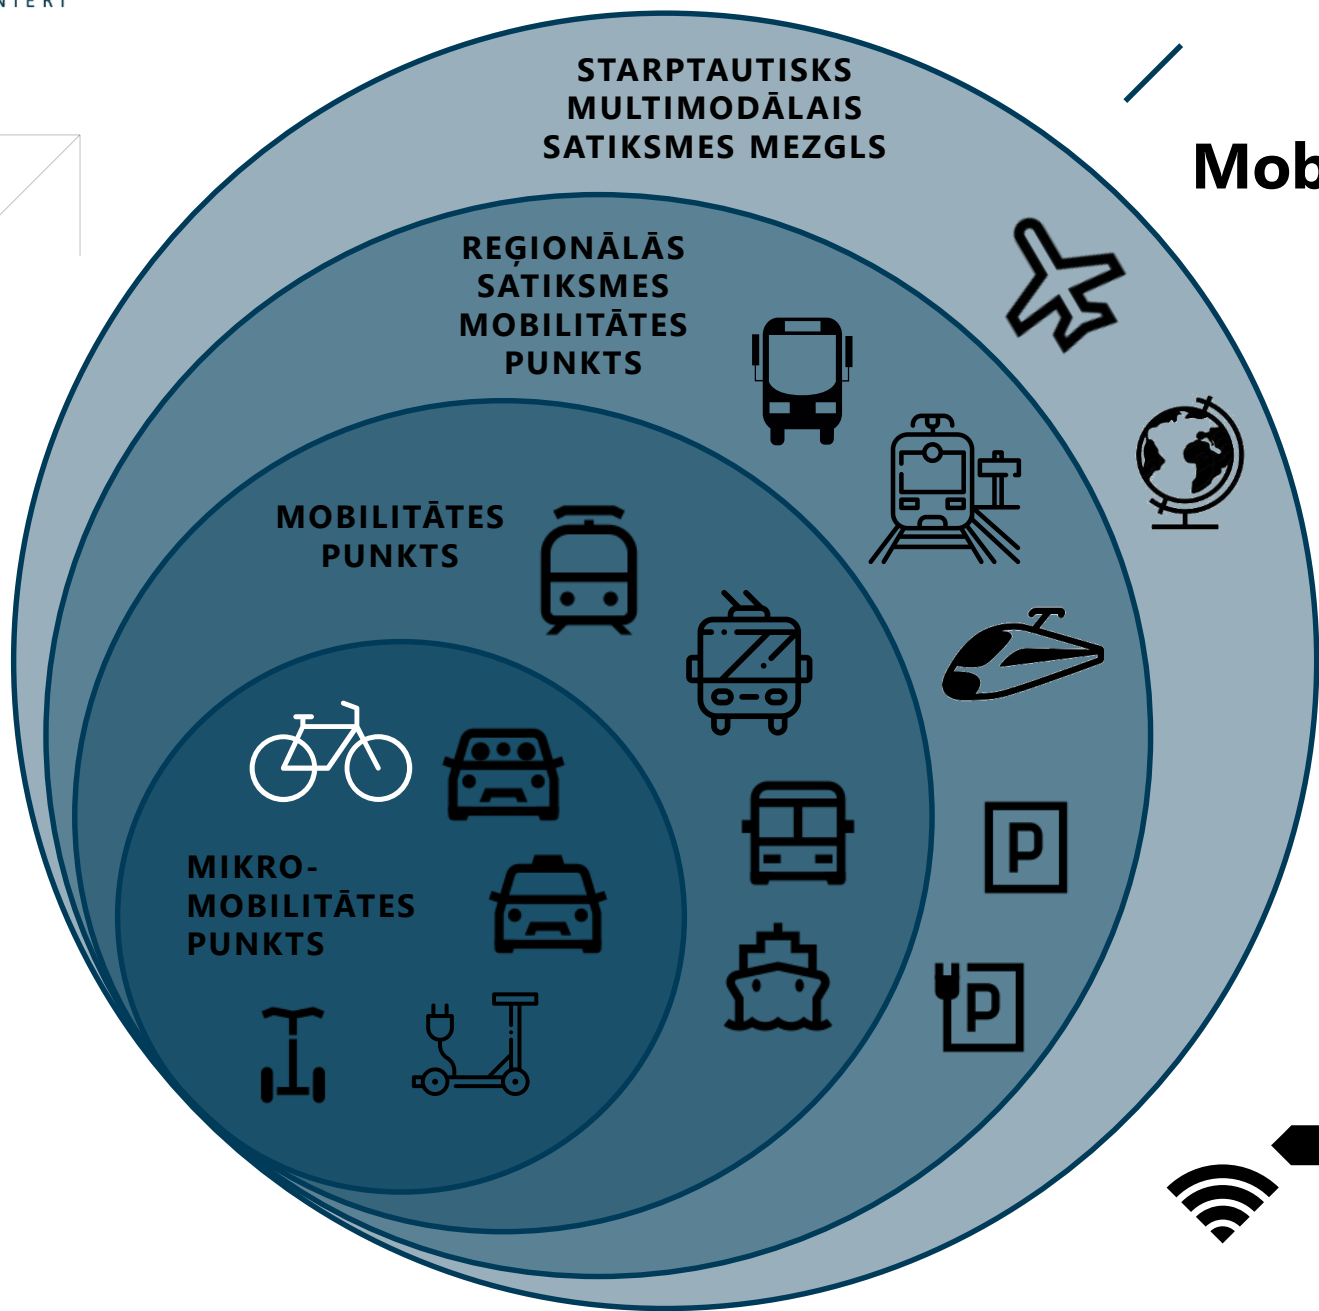 STARPTAUTISKS
MULTIMODĀLAIS
SATIKSMES MEZGLS
REĢIONĀLĀS
SATIKSMES
MOBILITĀTES
PUNKTS
MOBILITĀTES
PUNKTS
MIKRO-
MOBILITĀTES
PUNKTS
P
P